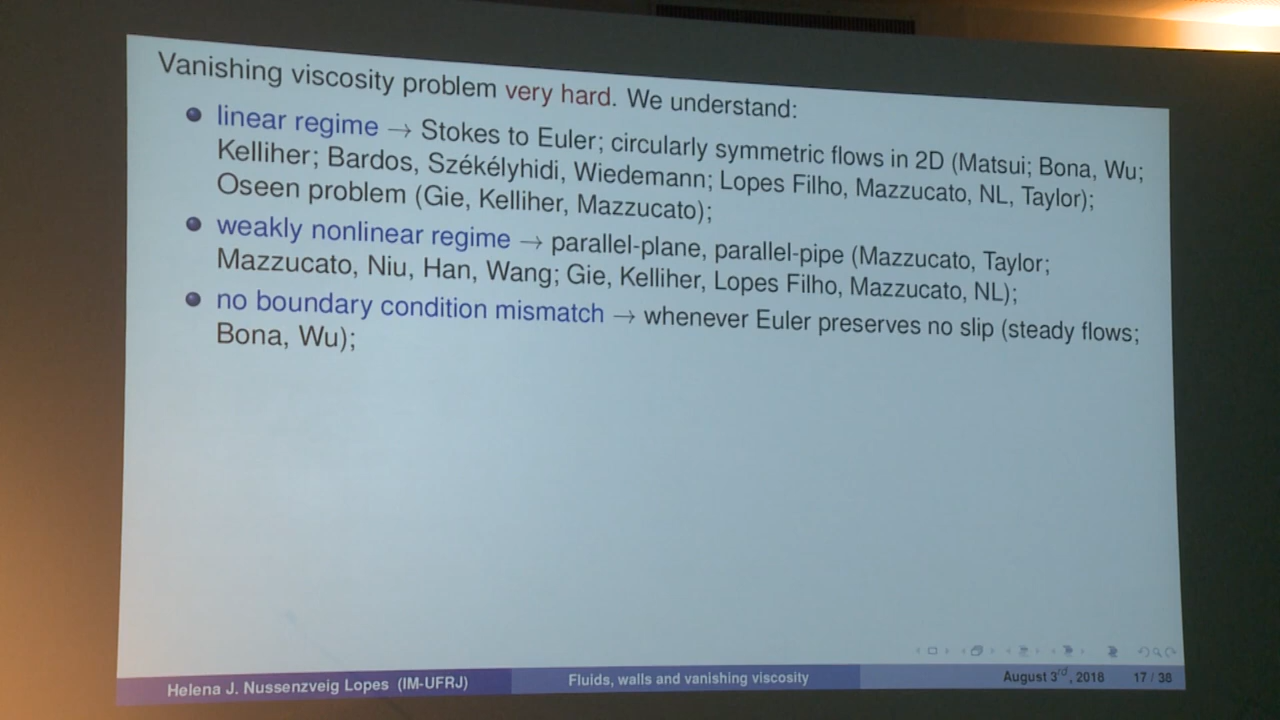 Vanishing viscosity problem very hard. We understand:
linear regime → Stokes to Euler; circularly symmetric flows in 2D (Matsui; Bona, Wu;
Kelliher; Bardos, Székélyhidi, Wiedemann; Lopes Filho, Mazzucato, NL, Taylor);
Oseen problem (Gie, Kelliher, Mazzucato);
weakly nonlinear regime → parallel-plane, parallel-pipe (Mazzucato, Taylor;
Mazzucato, Niu, Han, Wang; Gie, Kelliher, Lopes Filho, Mazzucato, NL);
no boundary condition mismatch → whenever Euler preserves no slip (steady flows;
Bona, Wu);
Helena J. Nussenzveig Lopes (IM-UFRJ) Fluids, walls and vanishing viscosity August 3rd, 2018 17 / 38